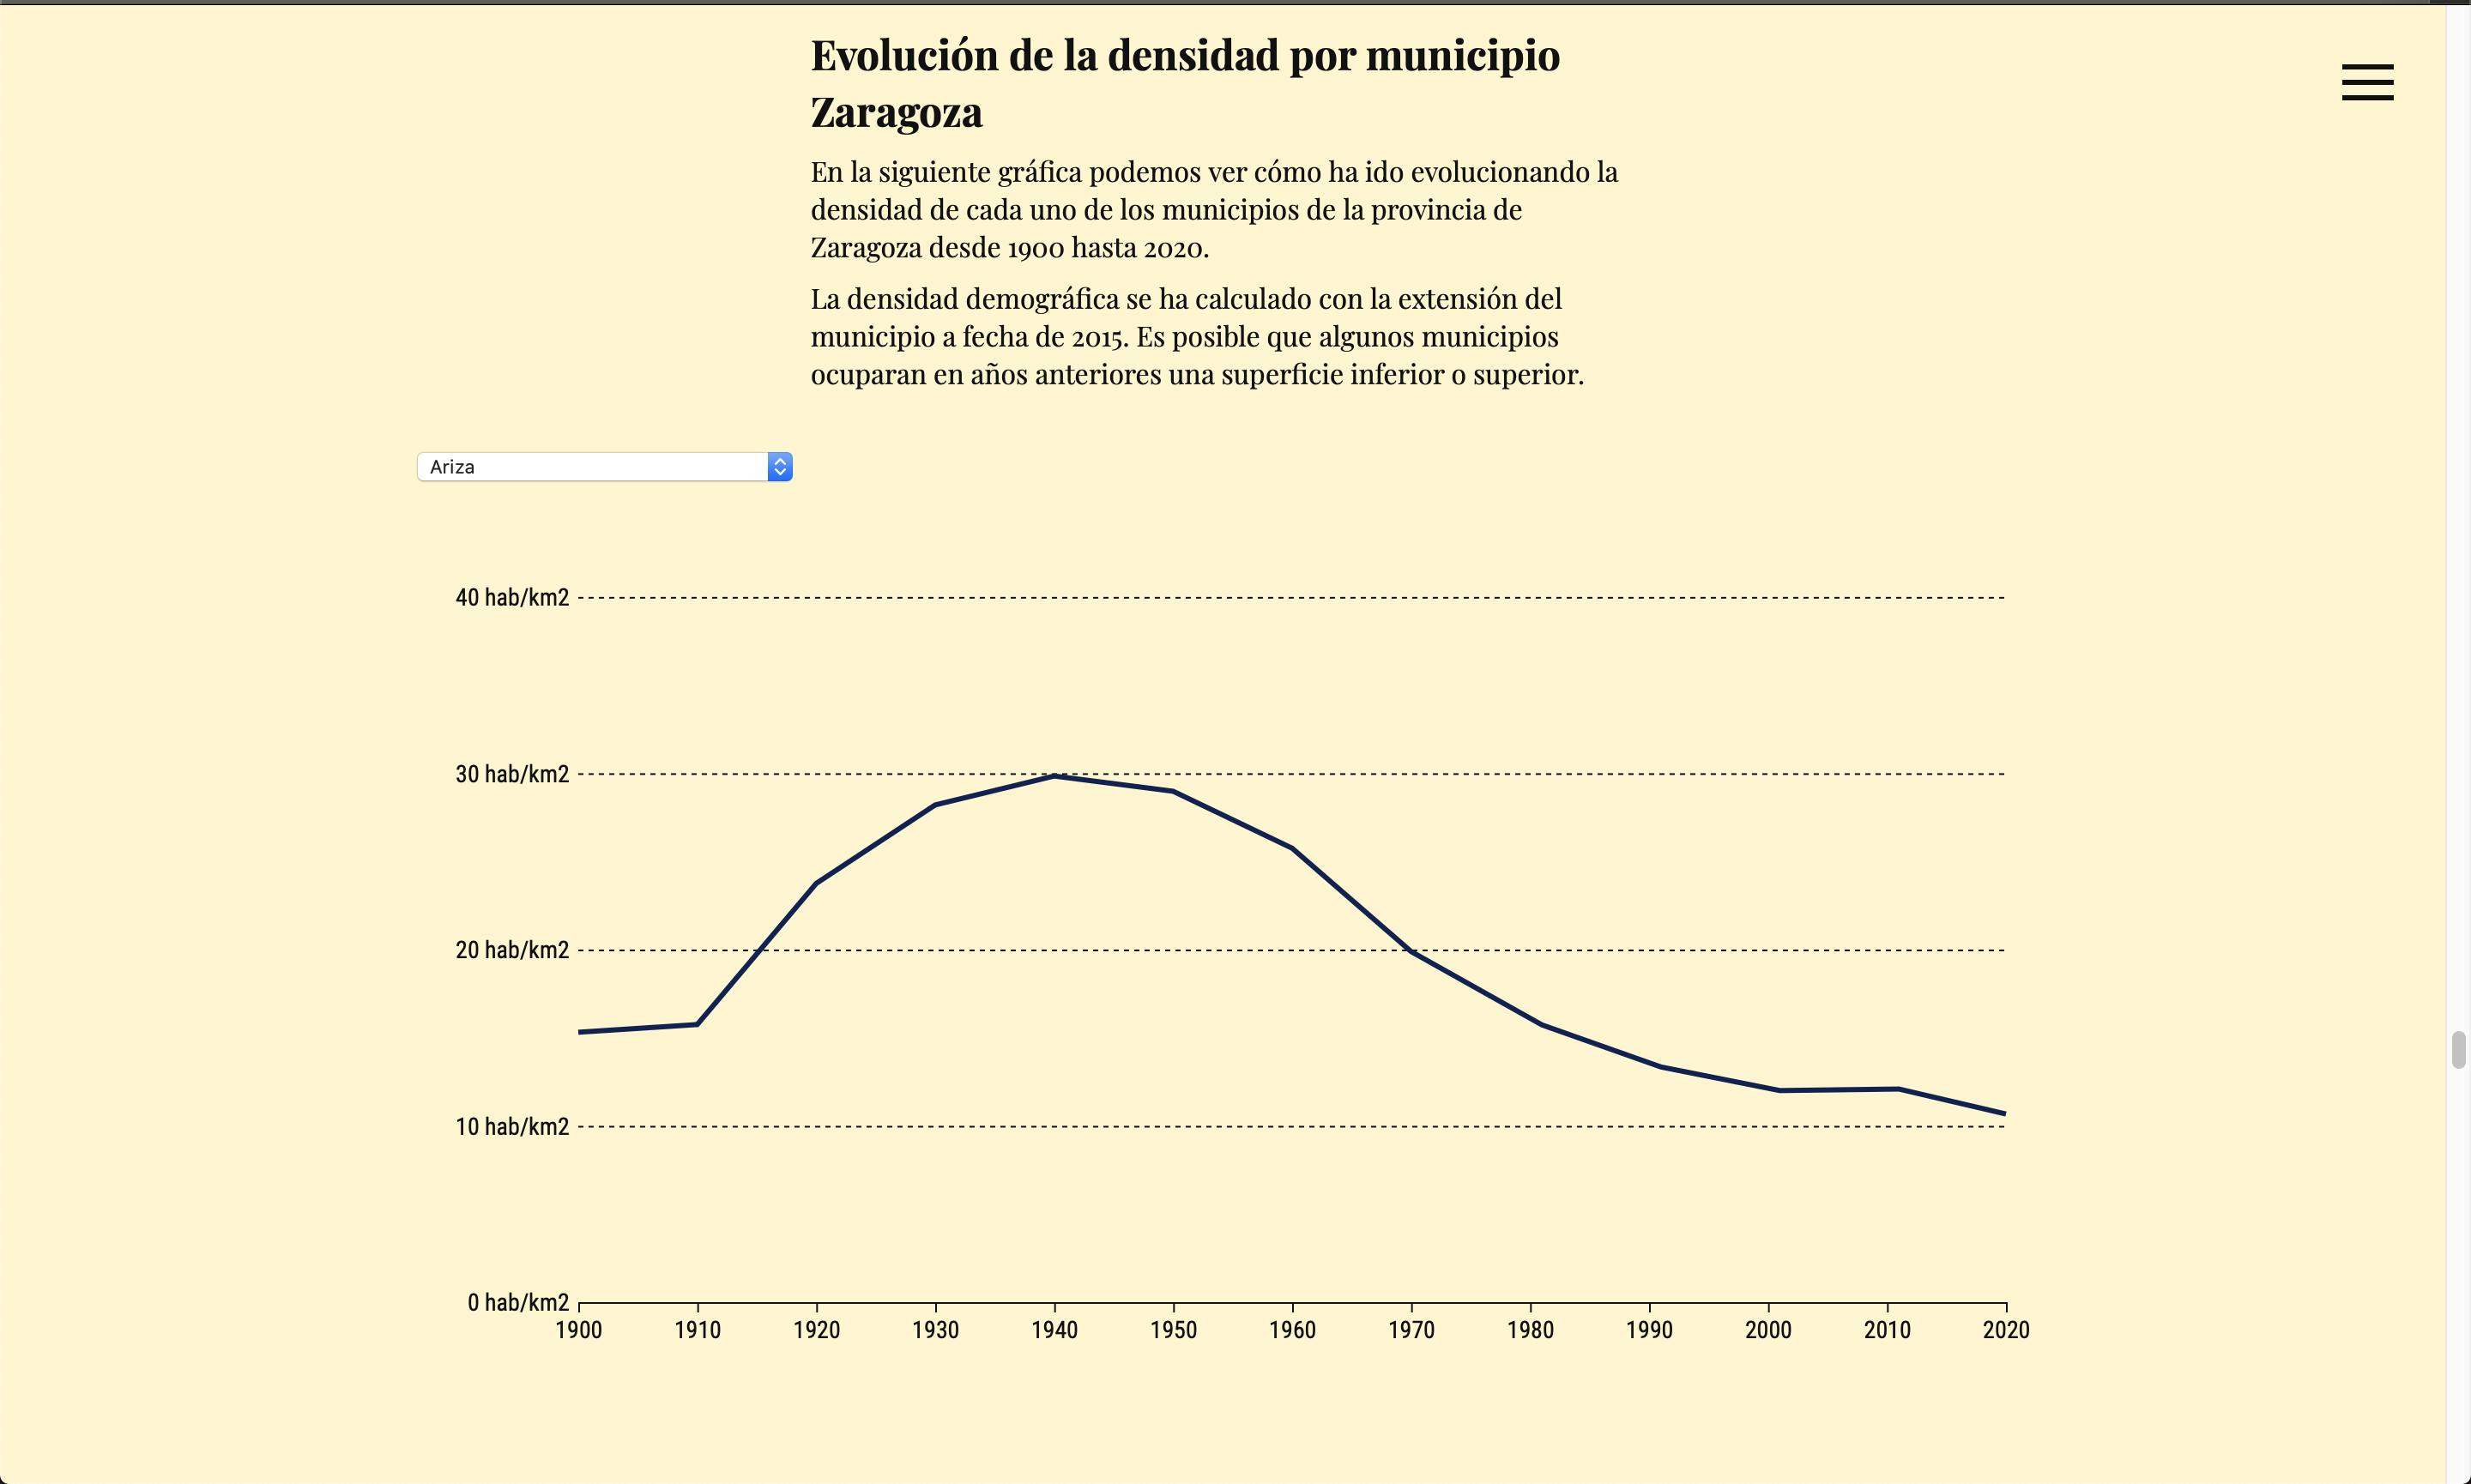 Evolución de la densidad por municipio
Zaragoza
En la siguiente gráfica podemos ver cómo ha ido evolucionando la
densidad de cada uno de los municipios de la provincia de
Zaragoza desde 1900 hasta 2020.
La densidad demográfica se ha calculado con la extensión del
municipio a fecha de 2015. Es posible que algunos municipios
ocuparan en años anteriores una superficie inferior o superior.
Ariza
40 hab/km2
30 hab/km2
20 hab/km2
10 hab/km2
0 hab/km2
1900 1910 1920 1930 1940 1950 1960 1970 1980 1990 2000 2010 2020